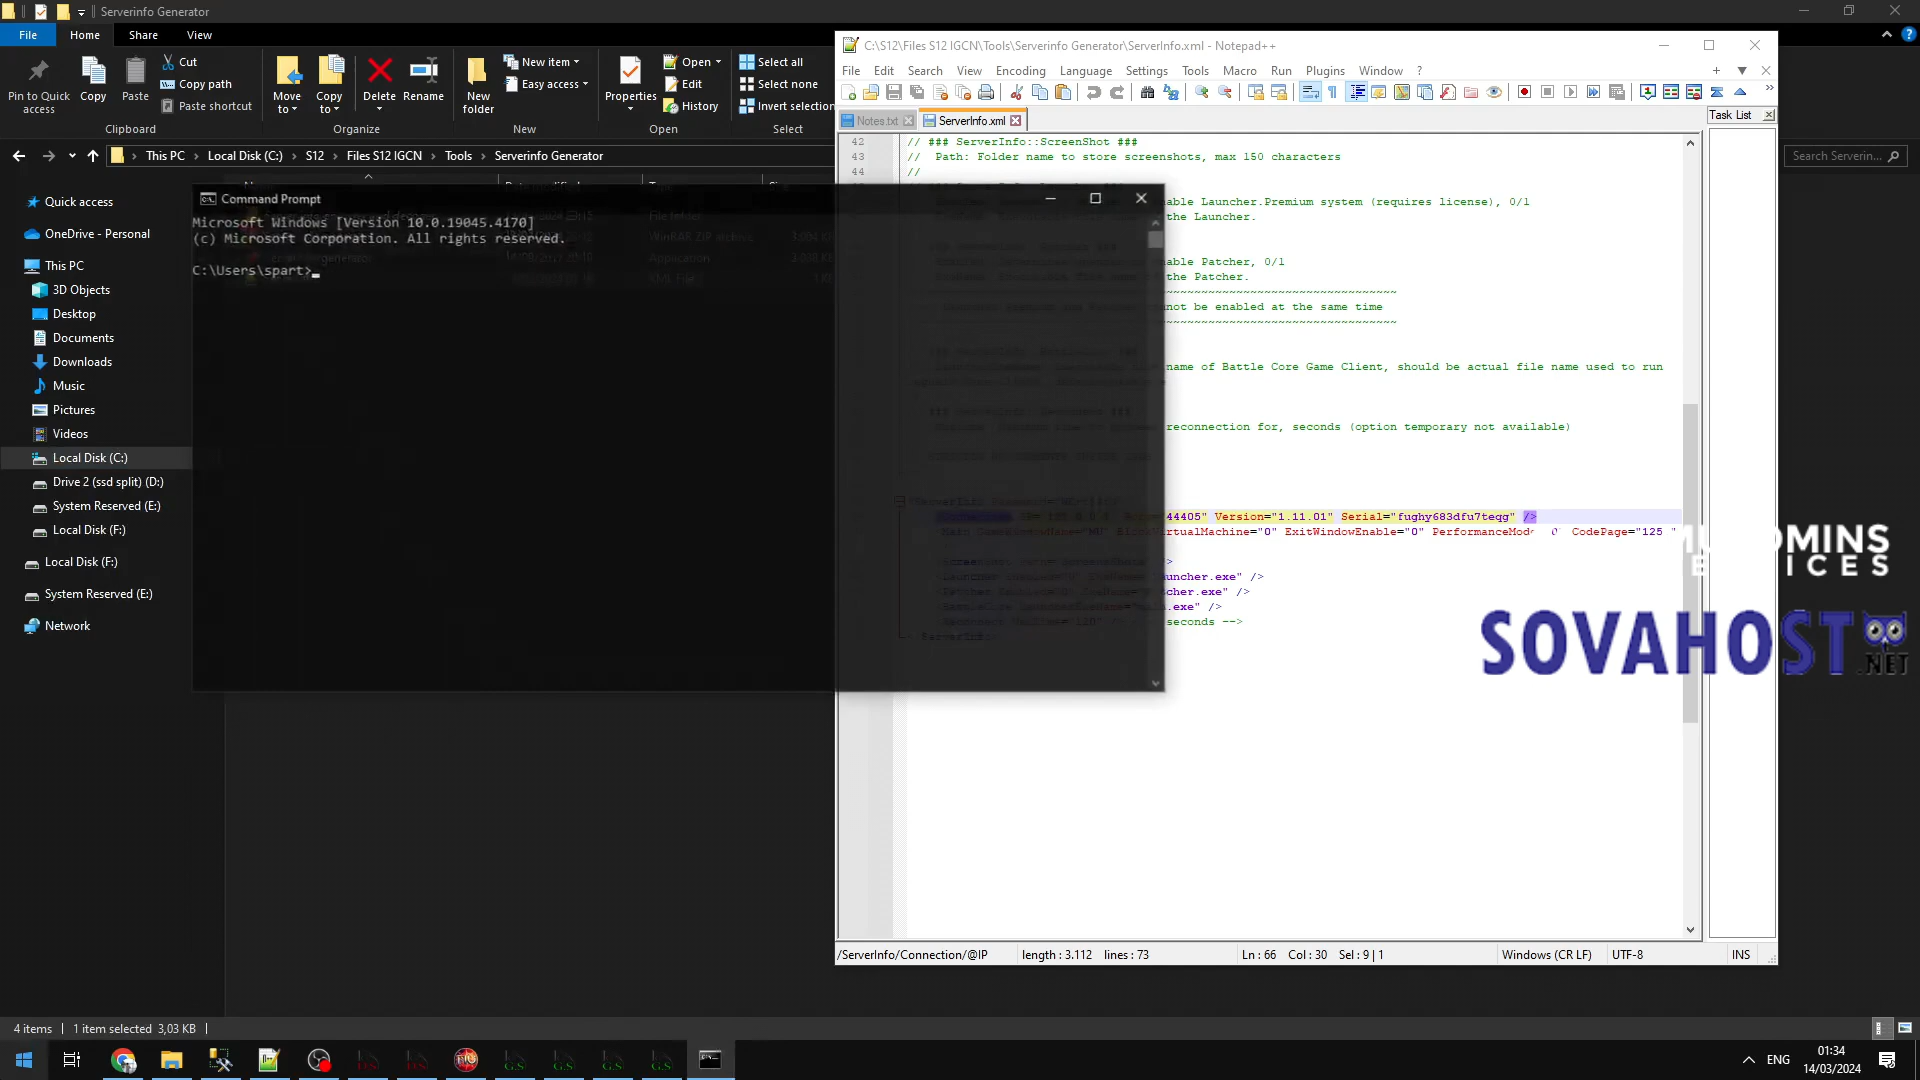 Serverinfo Generator
File
Home
Share
View
Pin to Quick access
Copy
Paste
Cut
Copy path
Paste shortcut
Clipboard
Move to
Copy to
Delete
Rename
Organize
New folder
New item
Easy access
New
Properties
Open
Edit
History
Open
Select all
Select none
Invert selection
Select
This PC
Local Disk (C:)
S12
Files S12 IGCN
Tools
Serverinfo Generator
Search Serverin...
Quick access
OneDrive - Personal
This PC
3D Objects
Desktop
Documents
Downloads
Music
Pictures
Videos
Local Disk (C:)
Drive 2 (ssd split) (D:)
System Reserved (E:)
Local Disk (F:)
Local Disk (F:)
System Reserved (E:)
Network
Command Prompt
Microsoft Windows [Version 10.0.19045.4170]
(c) Microsoft Corporation. All rights reserved.
C:\Users\spart>
C:\S12\Files S12 IGCN\Tools\Serverinfo Generator\ServerInfo.xml - Notepad++
File Edit Search View Encoding Language Settings Tools Macro Run Plugins Window ?
Notes.txt
ServerInfo.xml
Task List
42 // ### ServerInfo::ScreenShot ###
43 // Path: Folder name to store screenshots, max 150 characters
44 //
able Launcher.Premium system (requires license), 0/1
the Launcher.
able Patcher, 0/1
the Patcher.
not be enabled at the same time
name of Battle Core Game Client, should be actual file name used to run
reconnection for, seconds (option temporary not available)
44405" Version="1.11.01" Serial="fughy683dfu7teqg" />
VirtualMachine="0" ExitWindowEnable="0" PerformanceMod 0" CodePage="125 "
/>
uncher.exe" />
cher.exe" />
.exe" />
seconds -->
SOVAHOST
.NET
/ServerInfo/Connection/@IP
length : 3.112 lines : 73
Ln : 66 Col : 30 Sel : 9 | 1
Windows (CR LF)
UTF-8
INS
4 items
1 item selected 3,03 KB
ENG
01:34
14/03/2024